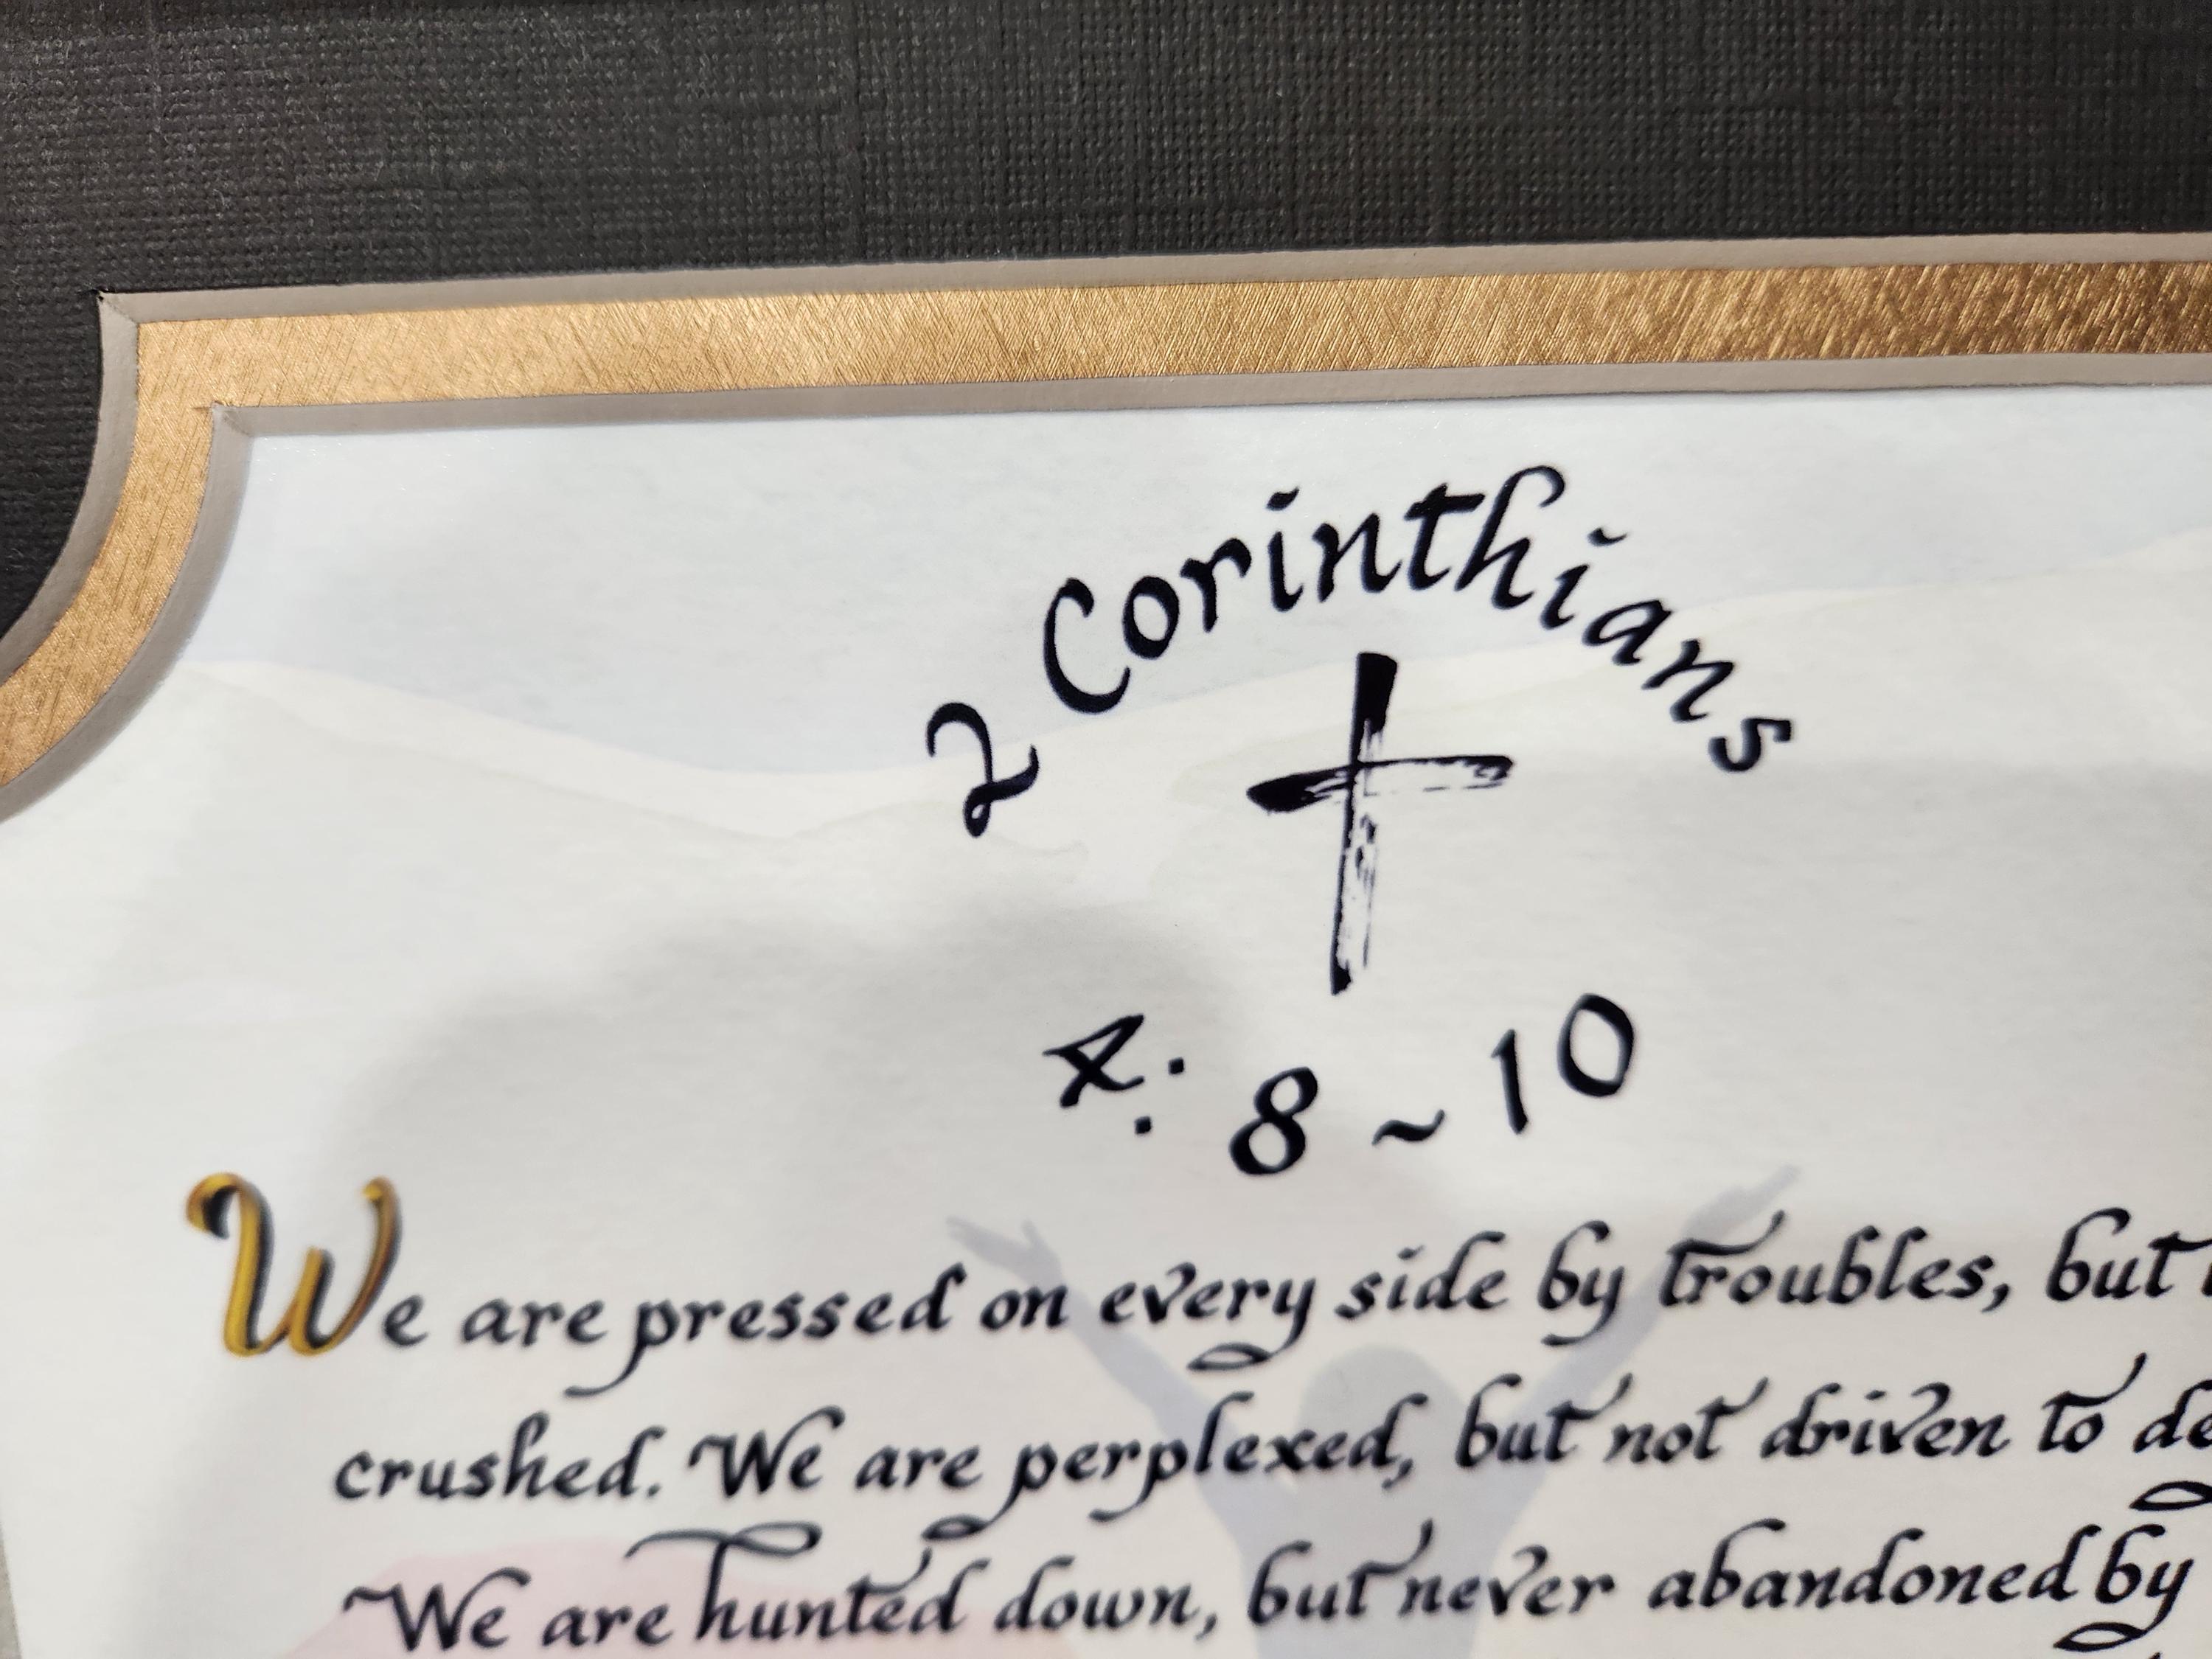 2 Corinthians
4:8~10
We are pressed on every side by troubles, but
crushed. We are perplexed, but not driven to de
We are hunted down, but never abandoned by